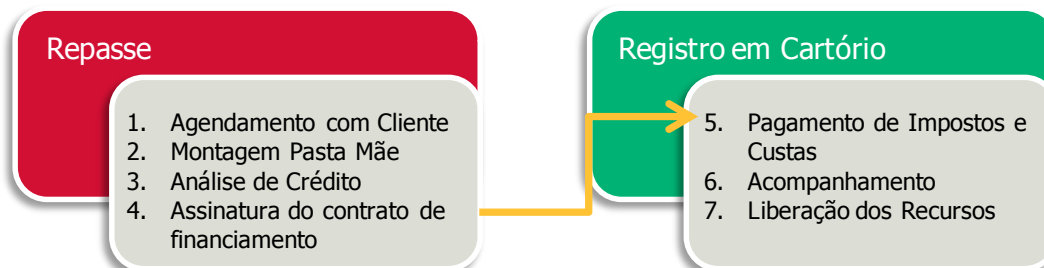 Repasse
1. Agendamento com Cliente
2. Montagem Pasta Mãe
3. Análise de Crédito
4. Assinatura do contrato de
financiamento
Registro em Cartório
5. Pagamento de Impostos e
Custas
6. Acompanhamento
7. Liberação dos Recursos